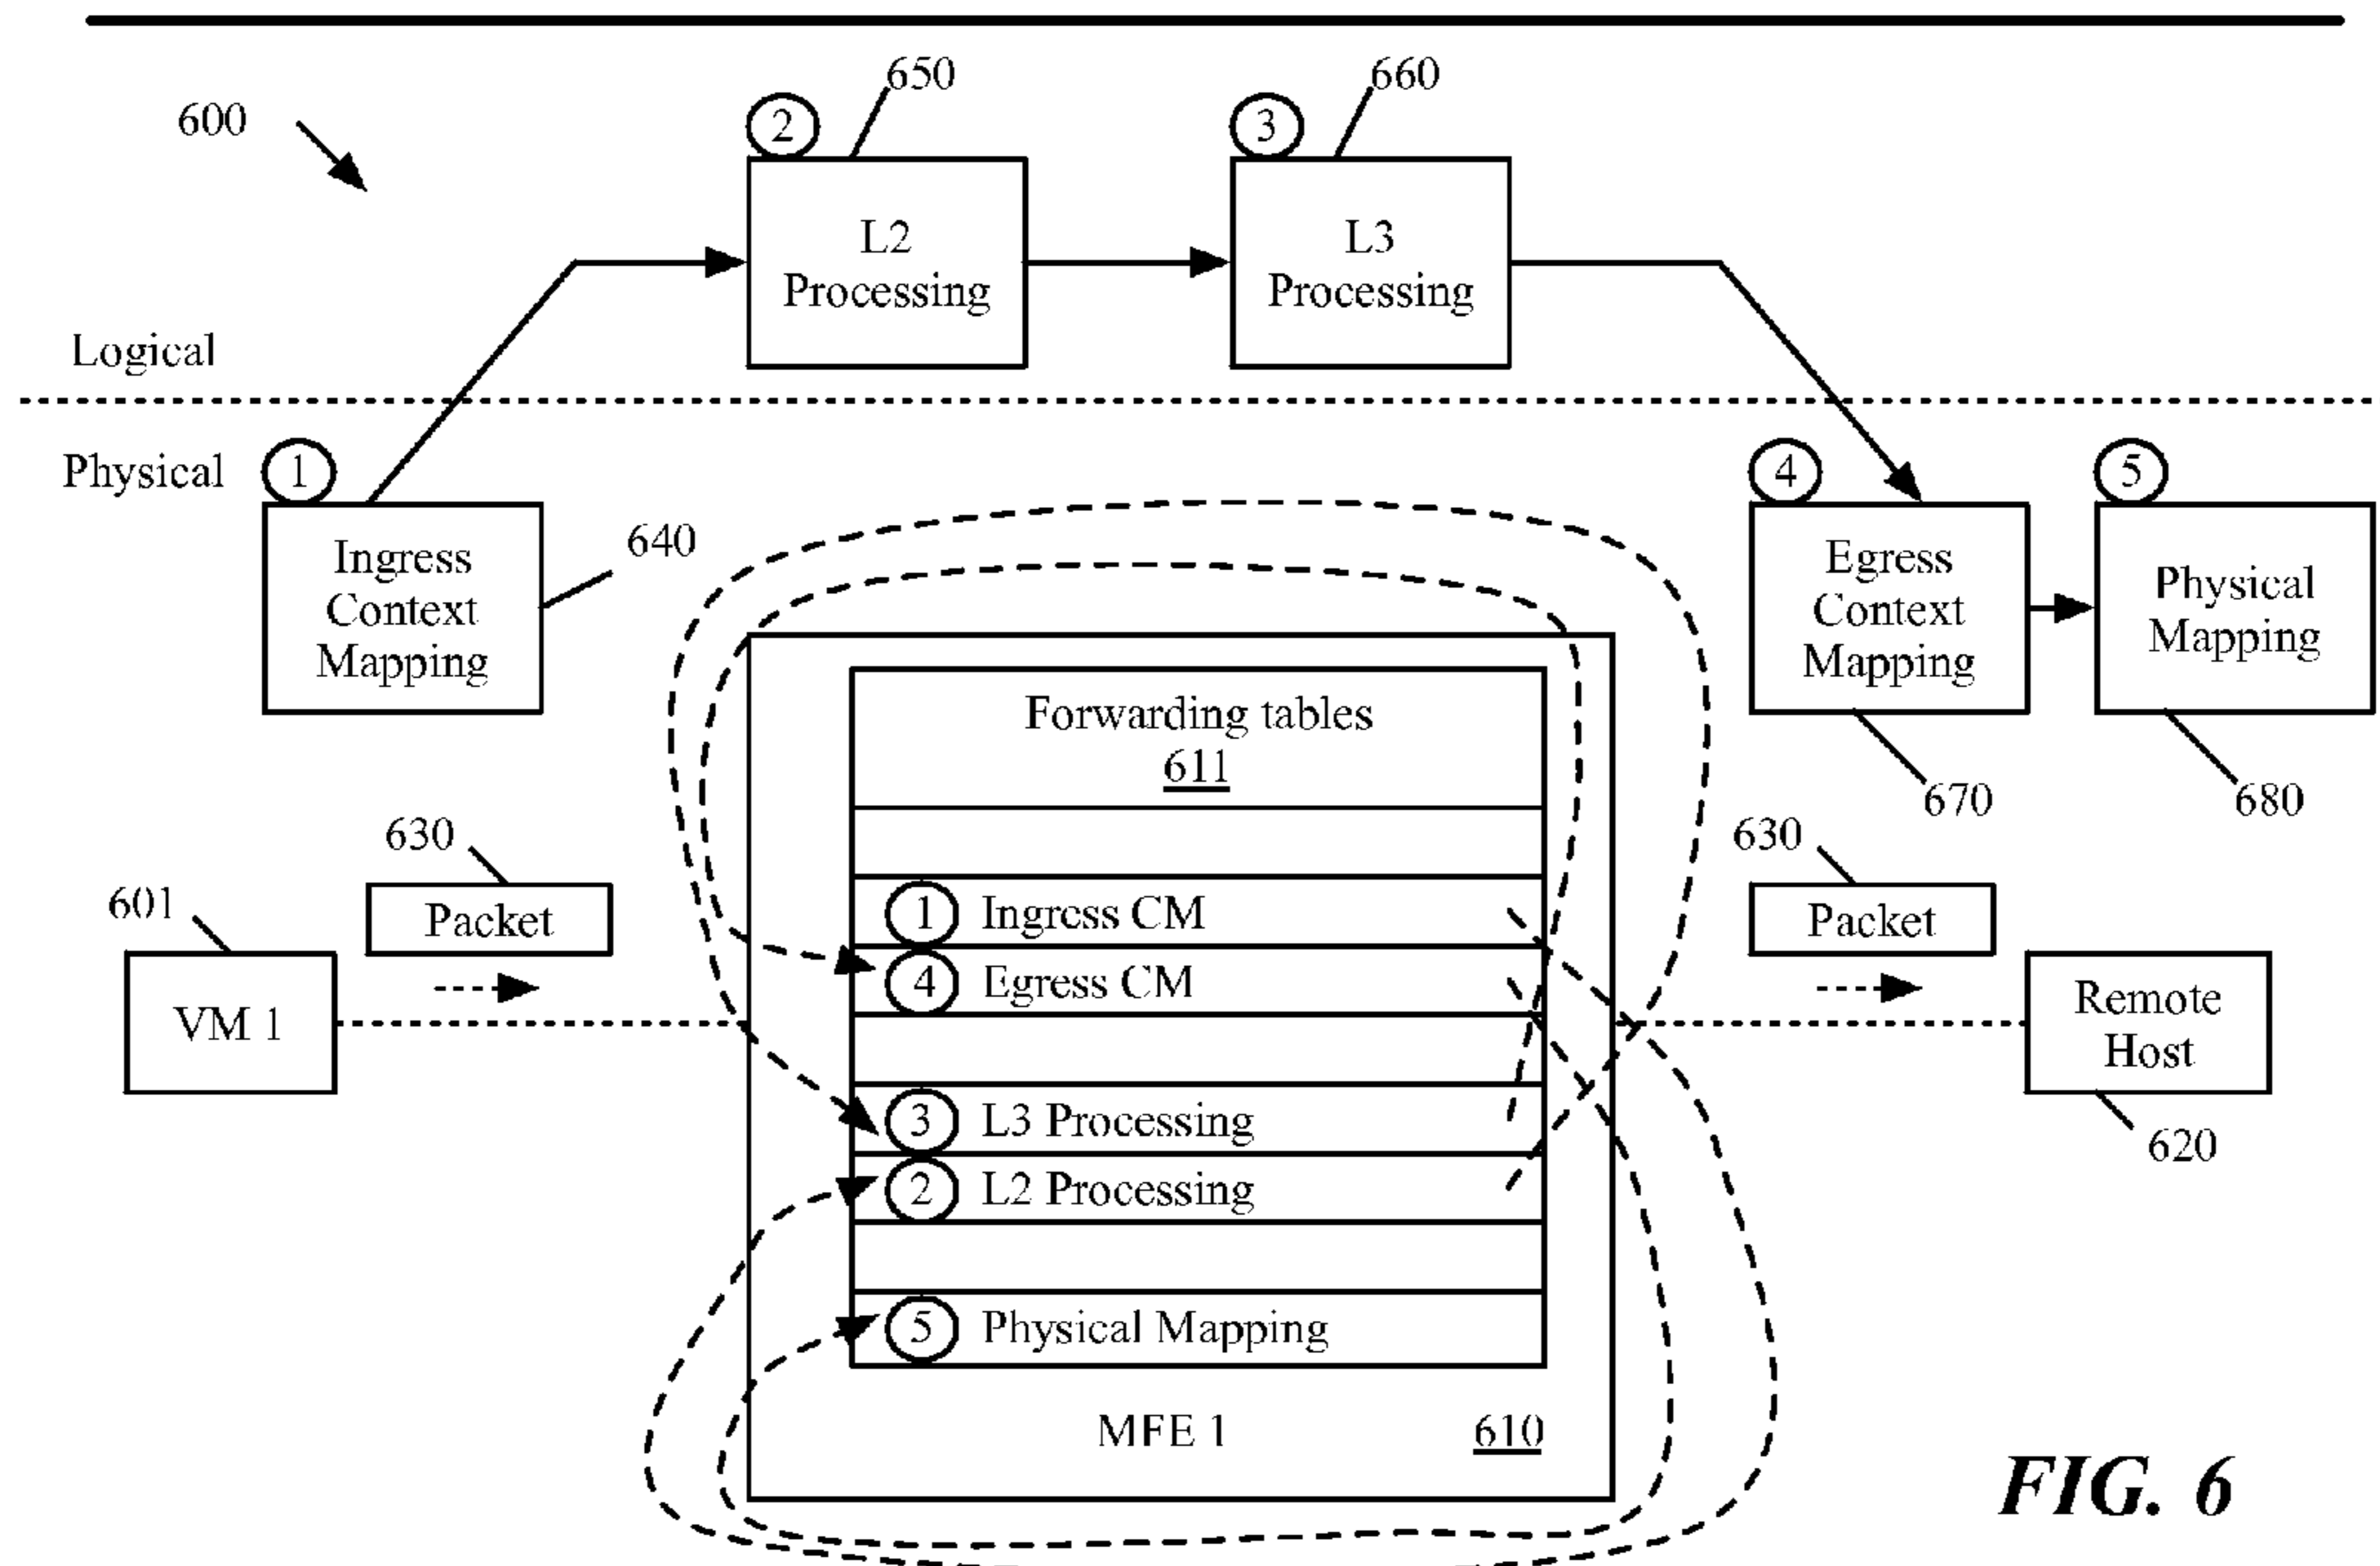 600
2
650
3
660
L2
Processing
L3
Processing
Logical
Physical
1
Ingress
Context
Mapping
640
4
Egress
Context
Mapping
670
5
Physical
Mapping
680
Forwarding tables
611
1 Ingress CM
4 Egress CM
3 L3 Processing
2 L2 Processing
5 Physical Mapping
MFE 1 610
601
VM 1
630
Packet
630
Packet
Remote
Host
620
FIG. 6